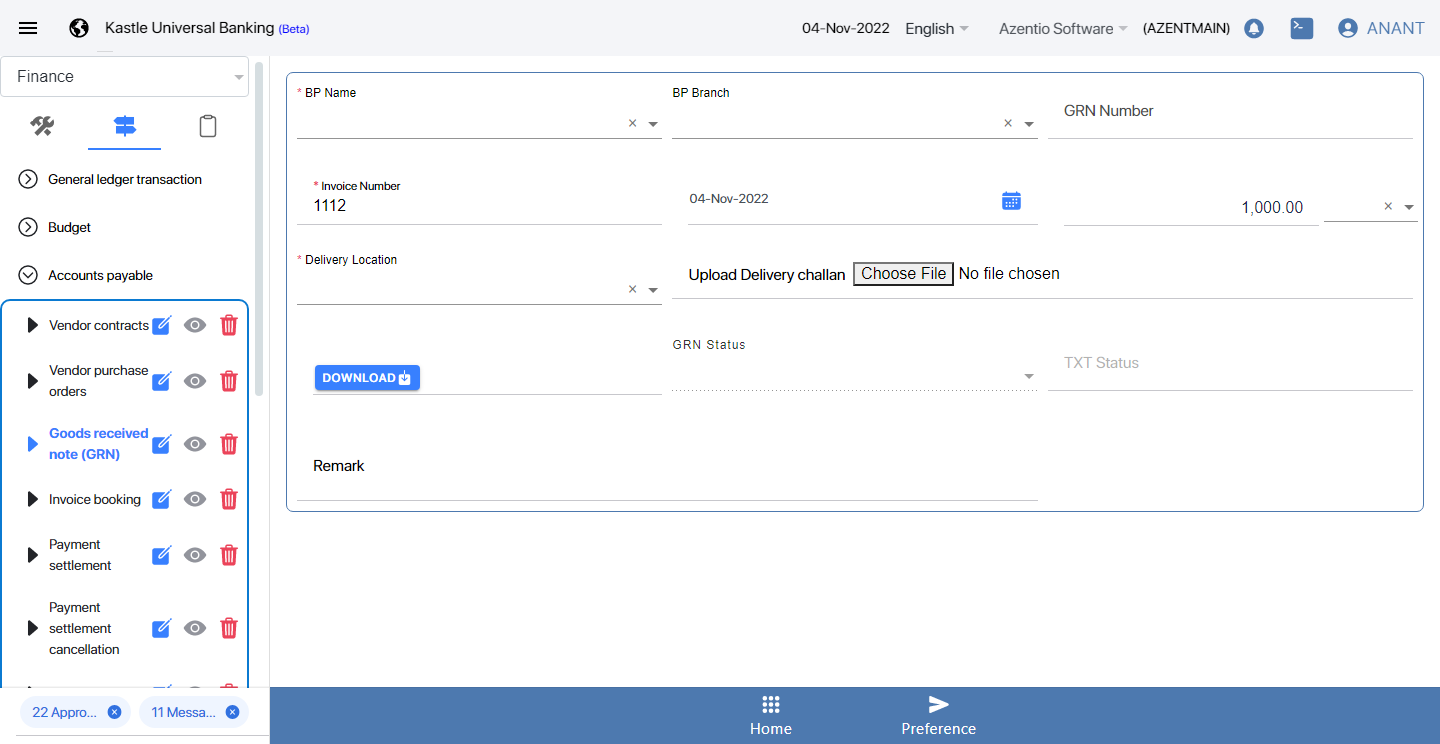 Kastle Universal Banking (Beta)
04-Nov-2022
English
Azentio Software
(AZENTMAIN)
ANANT
Finance
General ledger transaction
Budget
Accounts payable
Vendor contracts
Vendor purchase
orders
Goods received
note (GRN)
Invoice booking
Payment
settlement
Payment
settlement
cancellation
22 Appro...
11 Messa...
* BP Name
BP Branch
GRN Number
* Invoice Number
1112
04-Nov-2022
1,000.00
* Delivery Location
Upload Delivery challan Choose File No file chosen
DOWNLOAD
GRN Status
TXT Status
Remark
Home
Preference